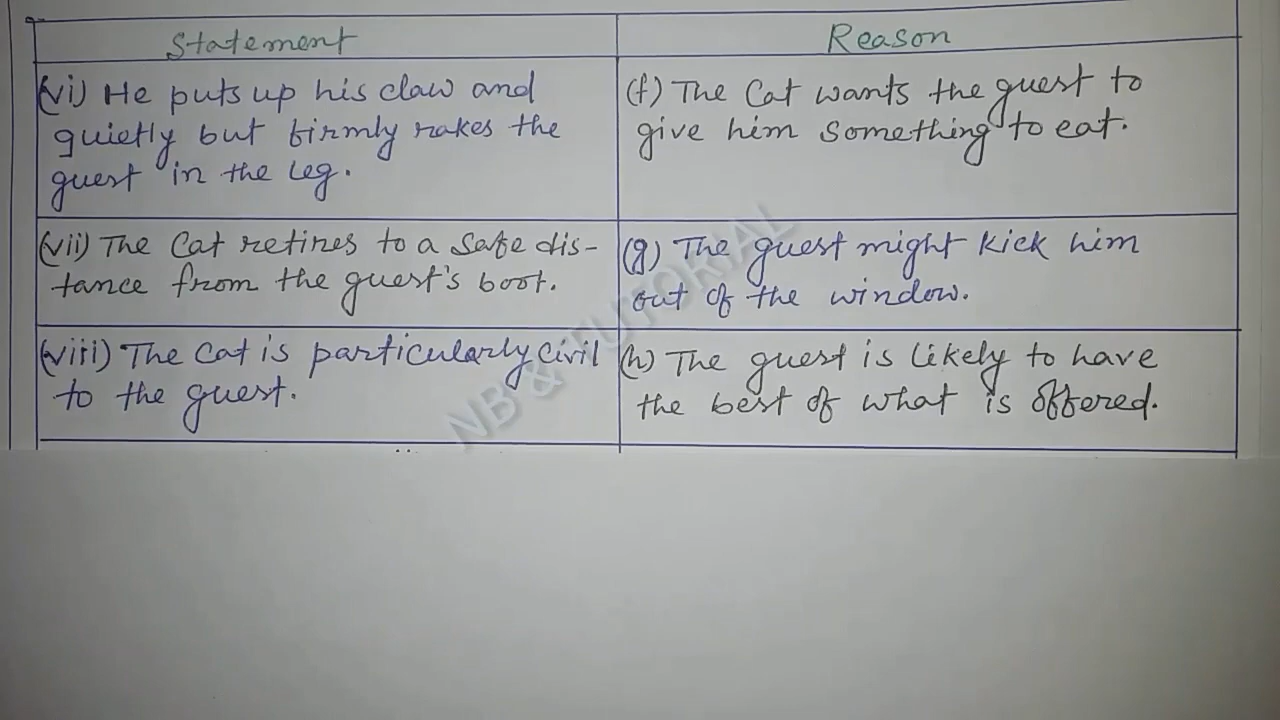 Statement
Reason
(vi) He puts up his claw and
quietly but firmly rakes the
guest in the leg.
(f) The Cat wants the guest to
give him something to eat.
(vii) The Cat retires to a safe dis-
tance from the guest's boot.
(g) The guest might kick him
out of the window.
(viii) The Cat is particularly civil
to the guest.
(h) The guest is likely to have
the best of what is offered.
NB & TUTORIAL